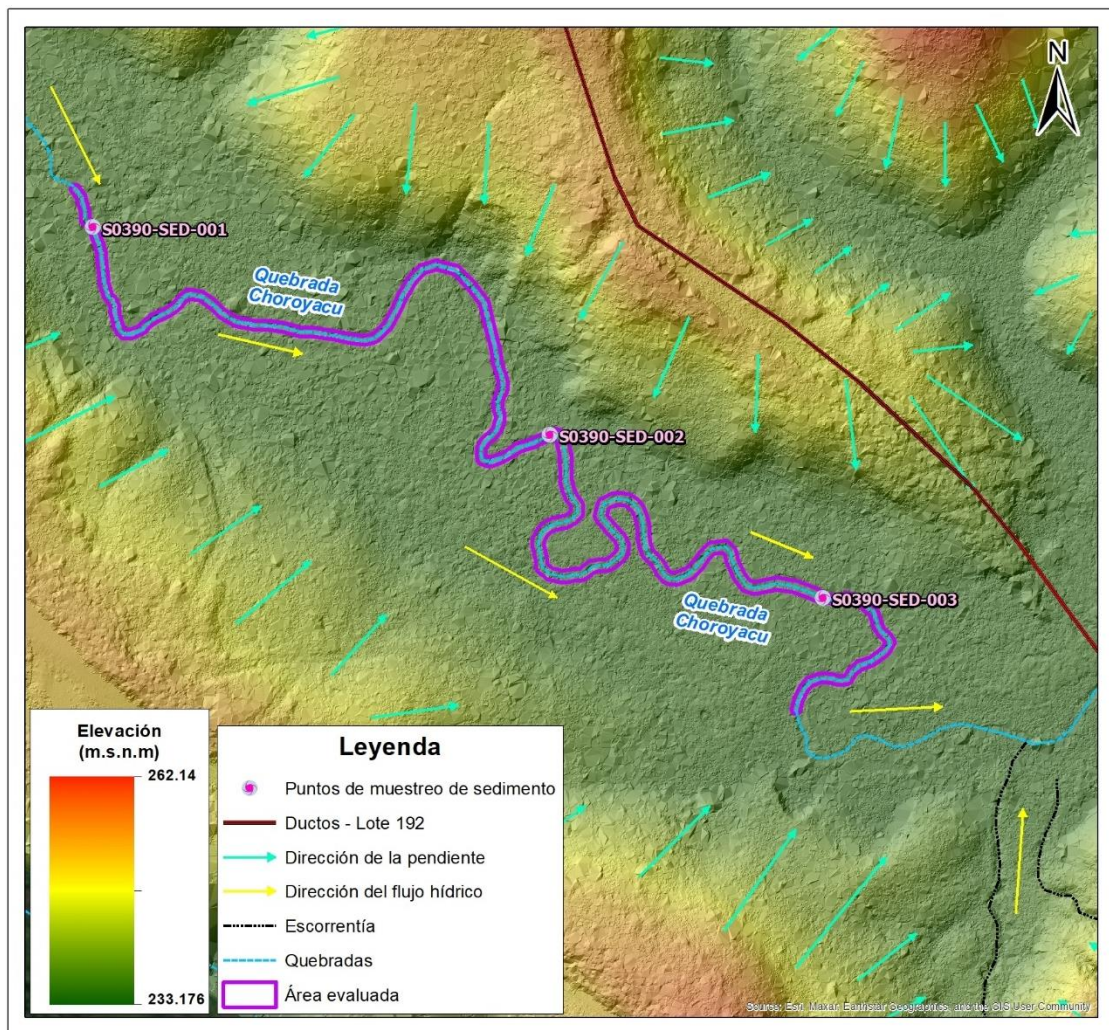 N
S0390-SED-001
Quebrada
Choroyacu
S0390-SED-002
Quebrada
Choroyacu
S0390-SED-003
Elevación
(m.s.n.m)
262.14
233.176
Leyenda
Puntos de muestreo de sedimento
Ductos - Lote 192
Dirección de la pendiente
Dirección del flujo hídrico
Escorrentía
Quebradas
Área evaluada
Source: Esri, Maxar, Earthstar Geographics, and the GIS User Community